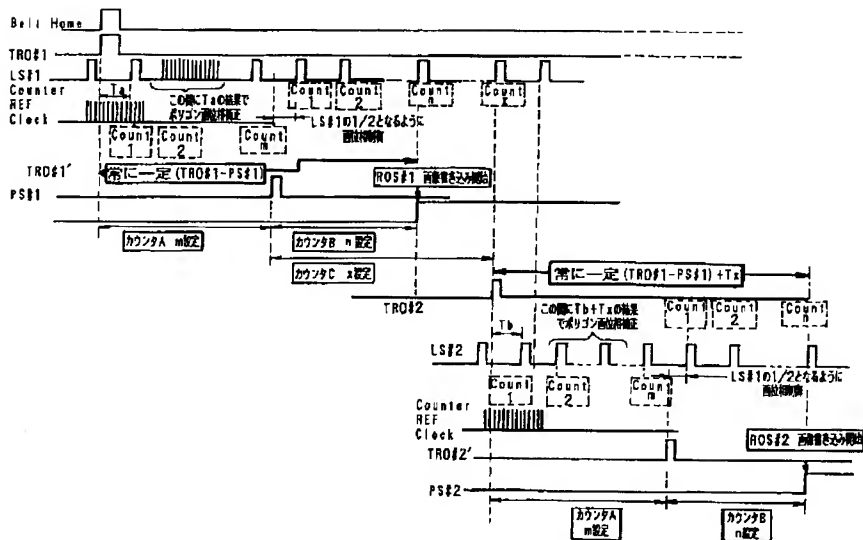 Belt Home
TRO#1
LS#1
Counter
REF
Clock
Ta
この間にTaの結果で
ポリゴン画位相補正
Count
1
Count
2
Count
m
Count
1
Count
2
Count
n
Count
x
LS#1の1/2となるように
画位相制御
TRO#1'
常に一定(TRO#1-PS#1)
ROS#1 画像書き込み開始
PS#1
カウンタA m設定
カウンタB n設定
カウンタC x設定
常に一定(TRO#1-PS#1)+Tx
TRO#2
Tb
この間にTb+Txの結果
でポリゴン画位相補正
Count
1
Count
2
Count
n
LS#2
Count
1
Count
2
Count
m
LS#1の1/2となるように
画位相制御
Counter
REF
Clock
TRO#2'
ROS#2 画像書き込み開始
PS#2
カウンタA
m設定
カウンタB
n設定